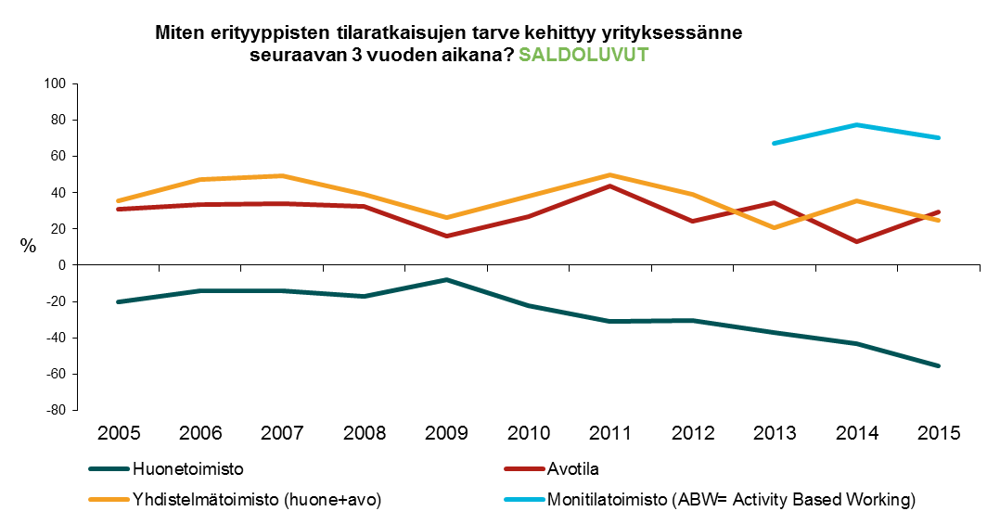 Miten erityyppisten tilaratkaisujen tarve kehittyy yrityksessänne
seuraavan 3 vuoden aikana? SALDOLUVUT
100
80
60
40
20
%
0
-20
-40
-60
-80
2005 2006 2007 2008 2009 2010 2011 2012 2013 2014 2015
Huonetoimisto Avotila
Yhdistelmätoimisto (huone+avo) Monitilatoimisto (ABW= Activity Based Working)